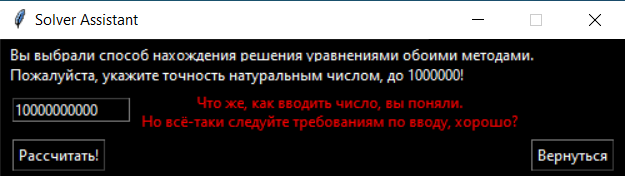 Solver Assistant
Вы выбрали способ нахождения решения уравнениями обоими методами.
Пожалуйста, укажите точность натуральным числом, до 1000000!
10000000000
Что же, как вводить число, вы поняли.
Но всё-таки следуйте требованиям по вводу, хорошо?
Рассчитать!
Вернуться